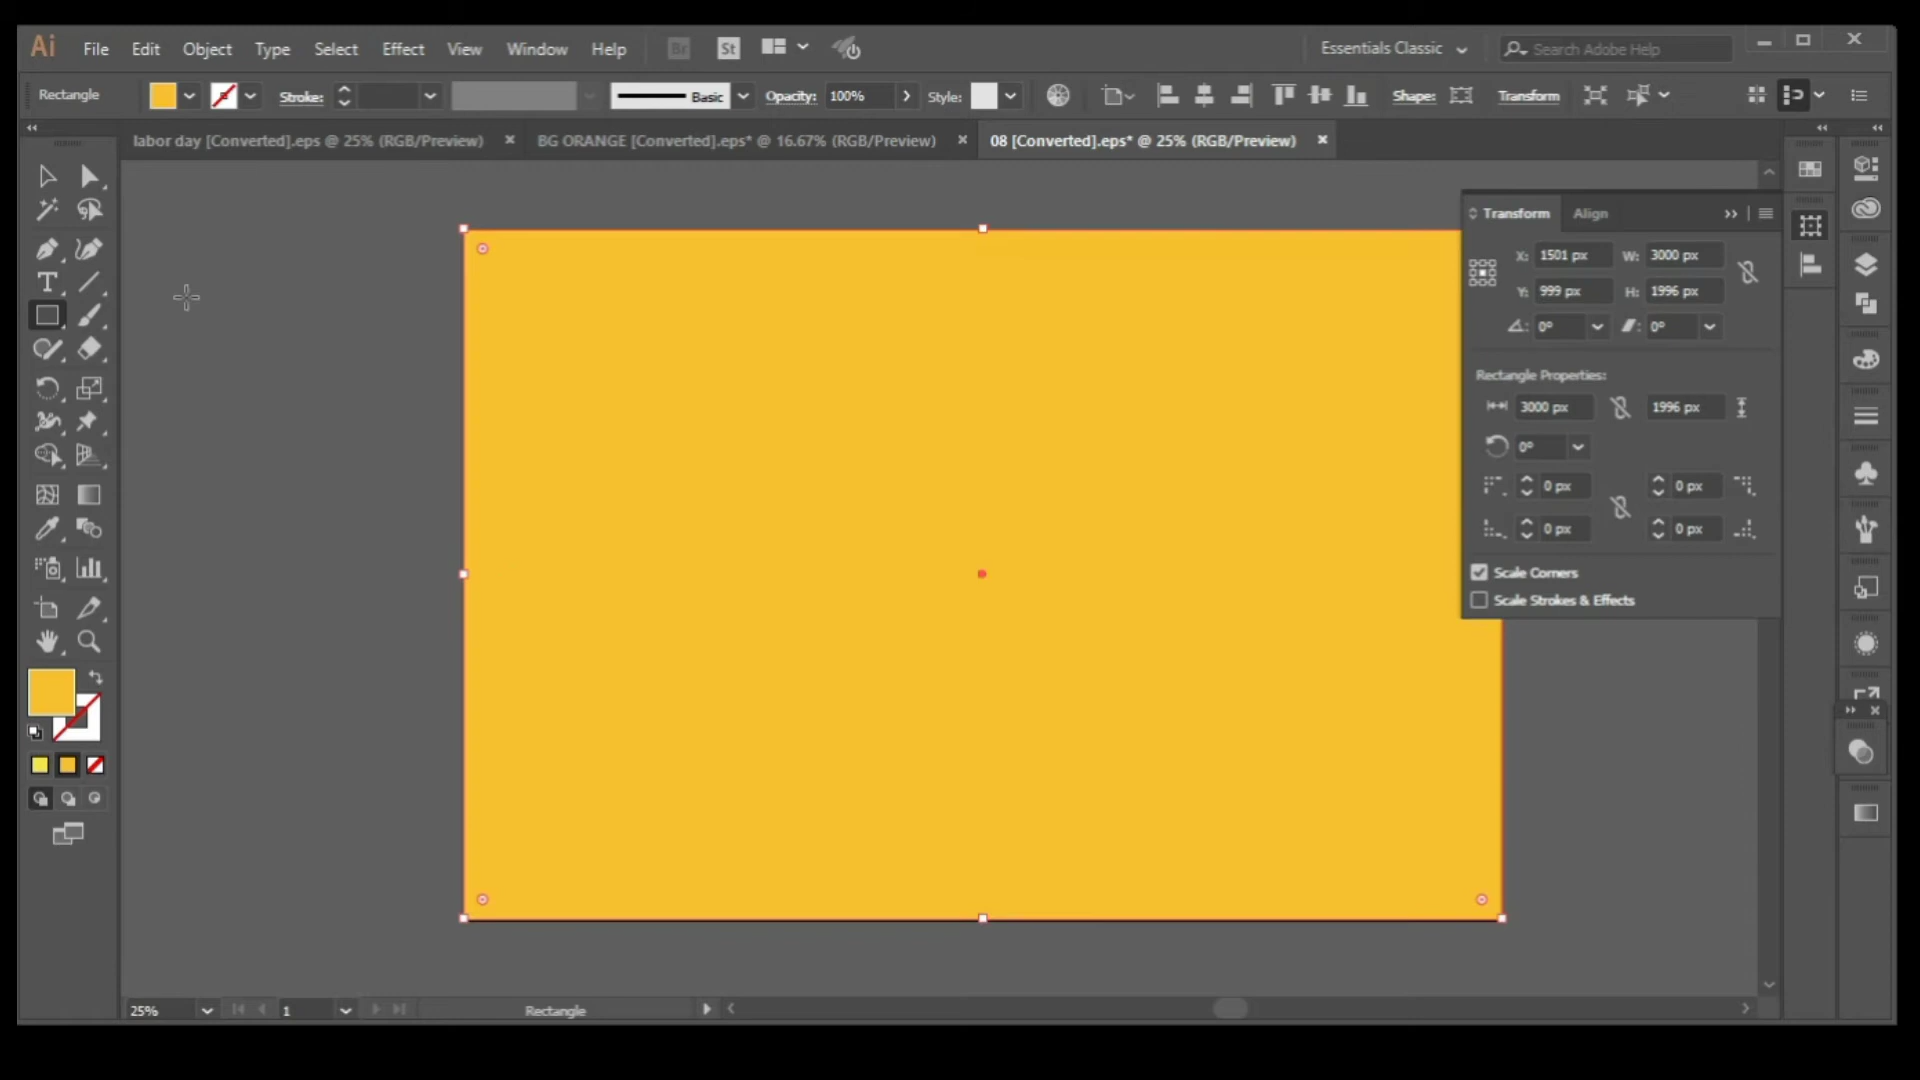 Ai File Edit Object Type Select Effect View Window Help Br St Essentials Classic Search Adobe Help
Rectangle Stroke: Basic Opacity: 100% Style: Shape: Transform
labor day [Converted].eps @ 25% (RGB/Preview) BG ORANGE [Converted].eps* @ 16.67% (RGB/Preview) 08 [Converted].eps* @ 25% (RGB/Preview)
Transform Align
X: 1501 px W: 3000 px
Y: 999 px H: 1996 px
0° 0°
Rectangle Properties:
3000 px 1996 px
0°
0 px 0 px
0 px 0 px
Scale Corners
Scale Strokes & Effects
25% 1 Rectangle